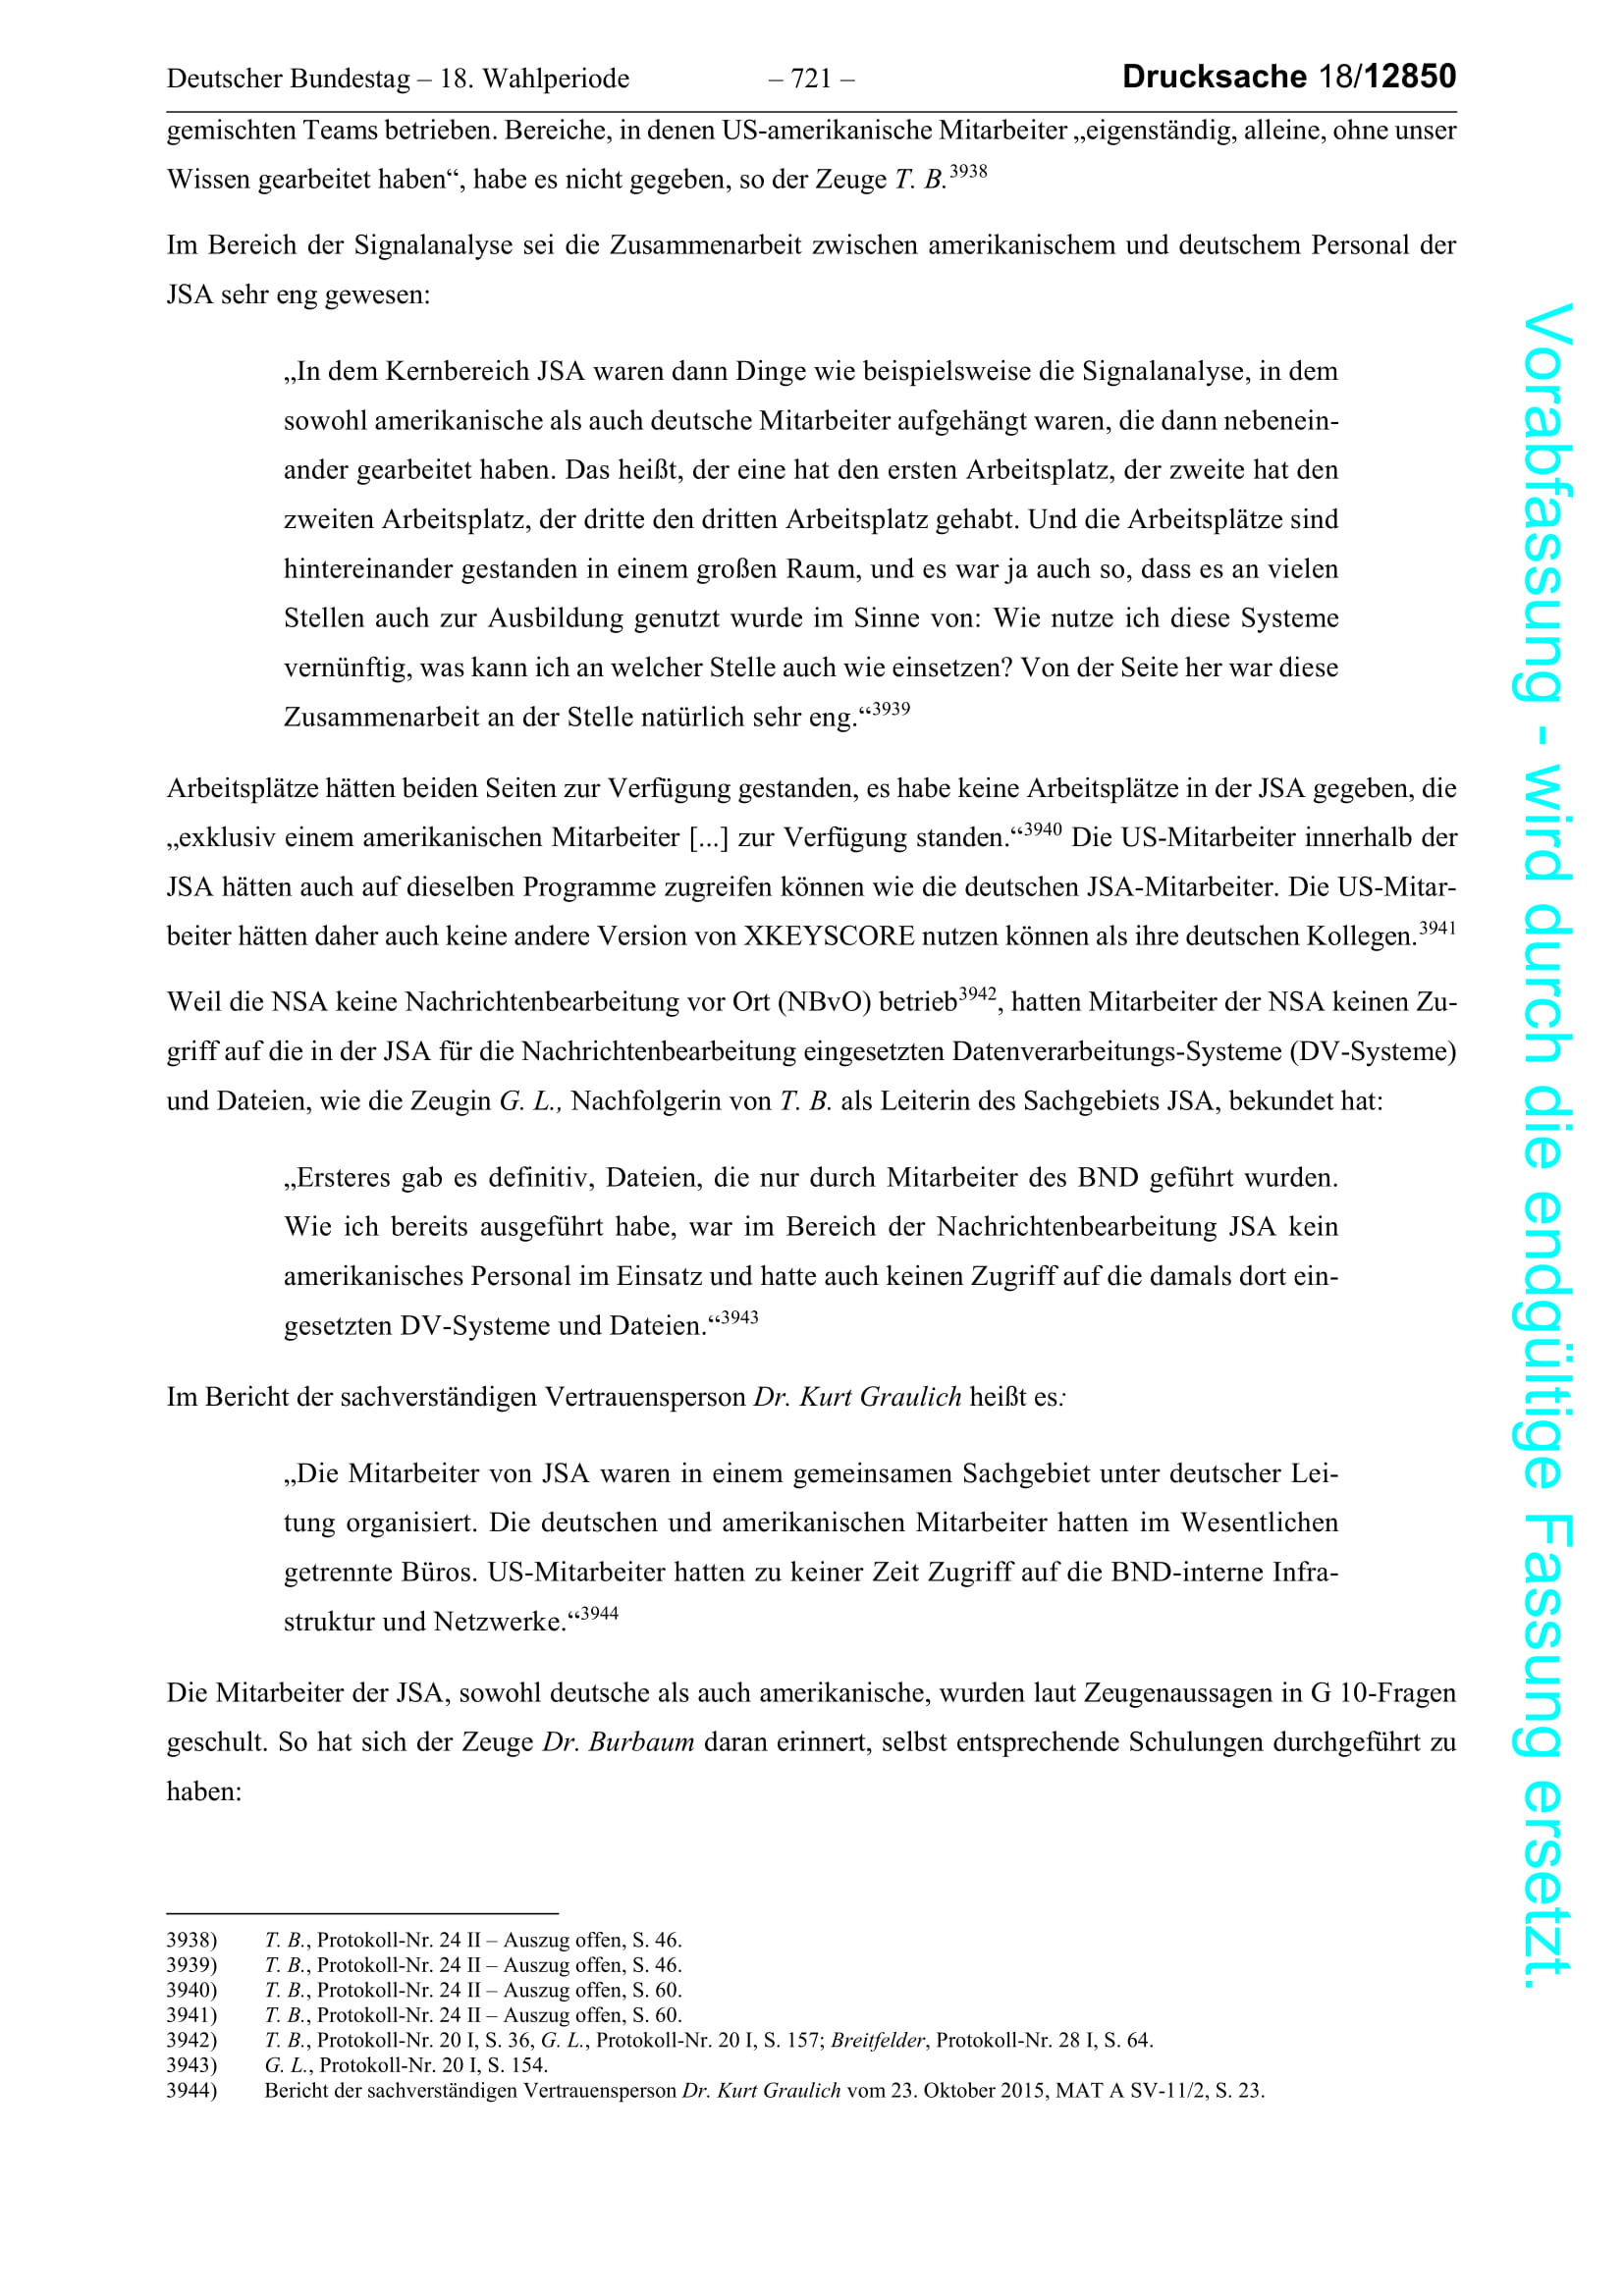 Deutscher Bundestag – 18. Wahlperiode – 721 – Drucksache 18/12850
gemischten Teams betrieben. Bereiche, in denen US-amerikanische Mitarbeiter „eigenständig, alleine, ohne unser
Wissen gearbeitet haben“, habe es nicht gegeben, so der Zeuge T. B.3938
Im Bereich der Signalanalyse sei die Zusammenarbeit zwischen amerikanischem und deutschem Personal der
JSA sehr eng gewesen:
„In dem Kernbereich JSA waren dann Dinge wie beispielsweise die Signalanalyse, in dem
sowohl amerikanische als auch deutsche Mitarbeiter aufgehängt waren, die dann nebenein-
ander gearbeitet haben. Das heißt, der eine hat den ersten Arbeitsplatz, der zweite hat den
zweiten Arbeitsplatz, der dritte den dritten Arbeitsplatz gehabt. Und die Arbeitsplätze sind
hintereinander gestanden in einem großen Raum, und es war ja auch so, dass es an vielen
Stellen auch zur Ausbildung genutzt wurde im Sinne von: Wie nutze ich diese Systeme
vernünftig, was kann ich an welcher Stelle auch wie einsetzen? Von der Seite her war diese
Zusammenarbeit an der Stelle natürlich sehr eng.“3939
Arbeitsplätze hätten beiden Seiten zur Verfügung gestanden, es habe keine Arbeitsplätze in der JSA gegeben, die
„exklusiv einem amerikanischen Mitarbeiter [...] zur Verfügung standen.“3940 Die US-Mitarbeiter innerhalb der
JSA hätten auch auf dieselben Programme zugreifen können wie die deutschen JSA-Mitarbeiter. Die US-Mitar-
beiter hätten daher auch keine andere Version von XKEYSCORE nutzen können als ihre deutschen Kollegen.3941
Weil die NSA keine Nachrichtenbearbeitung vor Ort (NBvO) betrieb3942, hatten Mitarbeiter der NSA keinen Zu-
griff auf die in der JSA für die Nachrichtenbearbeitung eingesetzten Datenverarbeitungs-Systeme (DV-Systeme)
und Dateien, wie die Zeugin G. L., Nachfolgerin von T. B. als Leiterin des Sachgebiets JSA, bekundet hat:
„Ersteres gab es definitiv, Dateien, die nur durch Mitarbeiter des BND geführt wurden.
Wie ich bereits ausgeführt habe, war im Bereich der Nachrichtenbearbeitung JSA kein
amerikanisches Personal im Einsatz und hatte auch keinen Zugriff auf die damals dort ein-
gesetzten DV-Systeme und Dateien.“3943
Im Bericht der sachverständigen Vertrauensperson Dr. Kurt Graulich heißt es:
„Die Mitarbeiter von JSA waren in einem gemeinsamen Sachgebiet unter deutscher Lei-
tung organisiert. Die deutschen und amerikanischen Mitarbeiter hatten im Wesentlichen
getrennte Büros. US-Mitarbeiter hatten zu keiner Zeit Zugriff auf die BND-interne Infra-
struktur und Netzwerke.“3944
Die Mitarbeiter der JSA, sowohl deutsche als auch amerikanische, wurden laut Zeugenaussagen in G 10-Fragen
geschult. So hat sich der Zeuge Dr. Burbaum daran erinnert, selbst entsprechende Schulungen durchgeführt zu
haben:
3938) T. B., Protokoll-Nr. 24 II – Auszug offen, S. 46.
3939) T. B., Protokoll-Nr. 24 II – Auszug offen, S. 46.
3940) T. B., Protokoll-Nr. 24 II – Auszug offen, S. 60.
3941) T. B., Protokoll-Nr. 24 II – Auszug offen, S. 60.
3942) T. B., Protokoll-Nr. 20 I, S. 36, G. L., Protokoll-Nr. 20 I, S. 157; Breitfelder, Protokoll-Nr. 28 I, S. 64.
3943) G. L., Protokoll-Nr. 20 I, S. 154.
3944) Bericht der sachverständigen Vertrauensperson Dr. Kurt Graulich vom 23. Oktober 2015, MAT A SV-11/2, S. 23.
Vorabfassung - wird durch die endgültige Fassung ersetzt.